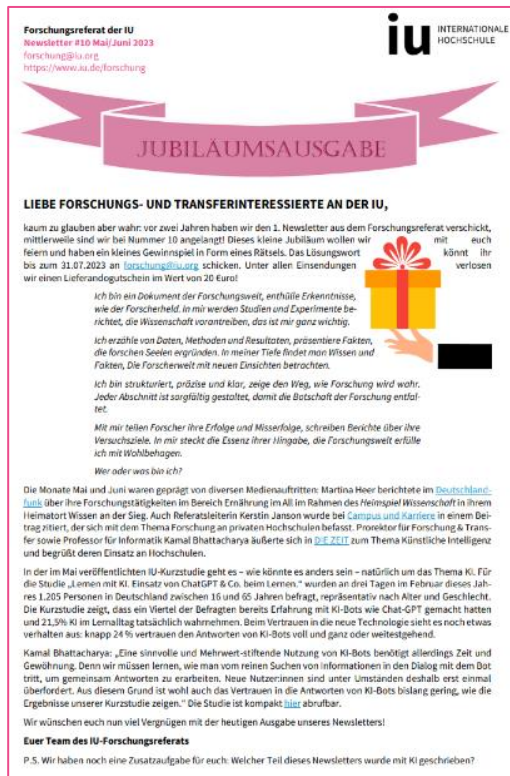 Forschungsreferat der IU
Newsletter #10 Mai/Juni 2023
forschung@iu.org
https://www.iu.de/forschung
iu INTERNATIONALE
HOCHSCHULE
JUBILÄUMSAUSGABE
LIEBE FORSCHUNGS- UND TRANSFERINTERESSIERTE AN DER IU,
kaum zu glauben aber wahr: vor zwei Jahren haben wir den 1. Newsletter aus dem Forschungsreferat verschickt,
mittlerweile sind wir bei Nummer 10 angelangt! Dieses kleine Jubiläum wollen wir mit euch
feiern und haben ein kleines Gewinnspiel in Form eines Rätsels. Das Lösungswort könnt ihr
bis zum 31.07.2023 an forschung@iu.org schicken. Unter allen Einsendungen verlosen
wir einen Lieferandogutschein im Wert von 20 €uro!
Ich bin ein Dokument der Forschungswelt, enthülle Erkenntnisse,
wie der Forscherheld. In mir werden Studien und Experimente be-
richtet, die Wissenschaft vorantreiben, das ist mir ganz wichtig.
Ich erzähle von Daten, Methoden und Resultaten, präsentiere Fakten,
die forschen Seelen ergründen. In meiner Tiefe findet man Wissen und
Fakten, Die Forscherwelt mit neuen Einsichten betrachten.
Ich bin strukturiert, präzise und klar, zeige den Weg, wie Forschung wird wahr.
Jeder Abschnitt ist sorgfältig gestaltet, damit die Botschaft der Forschung entfal-
tet.
Mit mir teilen Forscher ihre Erfolge und Misserfolge, schreiben Berichte über ihre
Versuchsziele. In mir steckt die Essenz ihrer Hingabe, die Forschungswelt erfülle
ich mit Wohlbehagen.
Wer oder was bin ich?
Die Monate Mai und Juni waren geprägt von diversen Medienauftritten: Martina Heer berichtete im Deutschland-
funk über ihre Forschungstätigkeiten im Bereich Ernährung im All im Rahmen des Heimspiel Wissenschaft in ihrem
Heimatort Wissen an der Sieg. Auch Referatsleiterin Kerstin Janson wurde bei Campus und Karriere in einem Bei-
trag zitiert, der sich mit dem Thema Forschung an privaten Hochschulen befasst. Prorektor für Forschung & Trans-
fer sowie Professor für Informatik Kamal Bhattacharya äußerte sich in DIE ZEIT zum Thema Künstliche Intelligenz
und begrüßt deren Einsatz an Hochschulen.
In der im Mai veröffentlichten IU-Kurzstudie geht es – wie könnte es anders sein – natürlich um das Thema KI. Für
die Studie „Lernen mit KI. Einsatz von ChatGPT & Co. beim Lernen.“ wurden an drei Tagen im Februar dieses Jah-
res 1.205 Personen in Deutschland zwischen 16 und 65 Jahren befragt, repräsentativ nach Alter und Geschlecht.
Die Kurzstudie zeigt, dass ein Viertel der Befragten bereits Erfahrung mit KI-Bots wie Chat-GPT gemacht hatten
und 21,5% KI im Lernalltag tatsächlich wahrnehmen. Beim Vertrauen in die neue Technologie sieht es noch etwas
verhalten aus: knapp 24 % vertrauen den Antworten von KI-Bots voll und ganz oder weitestgehend.
Kamal Bhattacharya: „Eine sinnvolle und Mehrwert-stiftende Nutzung von KI-Bots benötigt allerdings Zeit und
Gewöhnung. Denn wir müssen lernen, wie man vom reinen Suchen von Informationen in den Dialog mit dem Bot
tritt, um gemeinsam Antworten zu erarbeiten. Neue Nutzer:innen sind unter Umständen deshalb erst einmal
überfordert. Aus diesem Grund ist wohl auch das Vertrauen in die Antworten von KI-Bots bislang gering, wie die
Ergebnisse unserer Kurzstudie zeigen.“ Die Studie ist kompakt hier abrufbar.
Wir wünschen euch nun viel Vergnügen mit der heutigen Ausgabe unseres Newsletters!
Euer Team des IU-Forschungsreferats
P.S. Wir haben noch eine Zusatzaufgabe für euch: Welcher Teil dieses Newsletters wurde mit KI geschrieben?